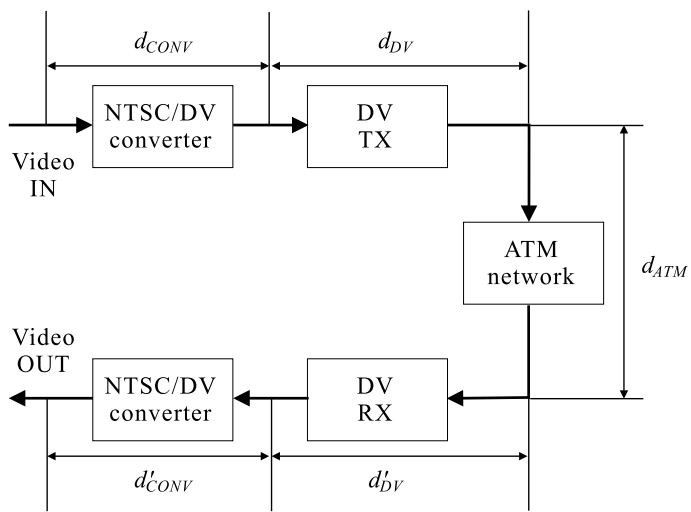 d_CONV
d_DV
NTSC/DV
converter
DV
TX
Video
IN
ATM
network
d_ATM
Video
OUT
NTSC/DV
converter
DV
RX
d'_CONV
d'_DV